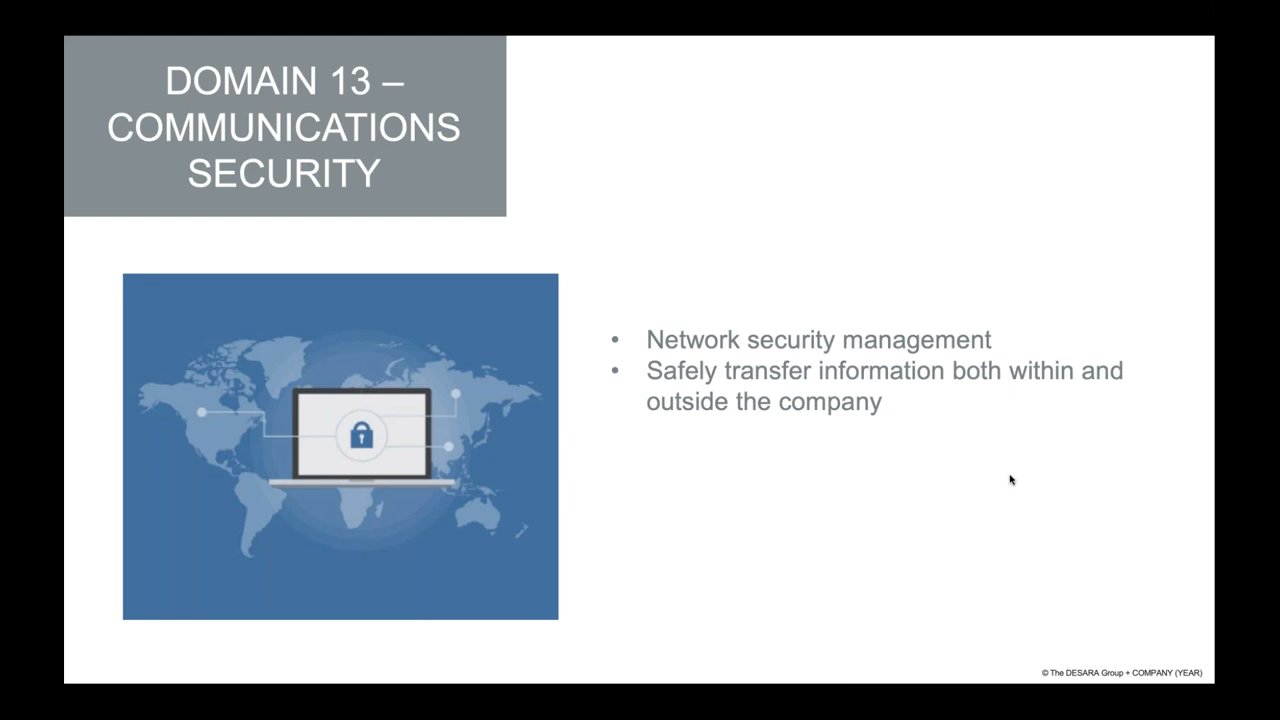 DOMAIN 13 –
COMMUNICATIONS
SECURITY
• Network security management
• Safely transfer information both within and
outside the company
© The DESARA Group + COMPANY (YEAR)